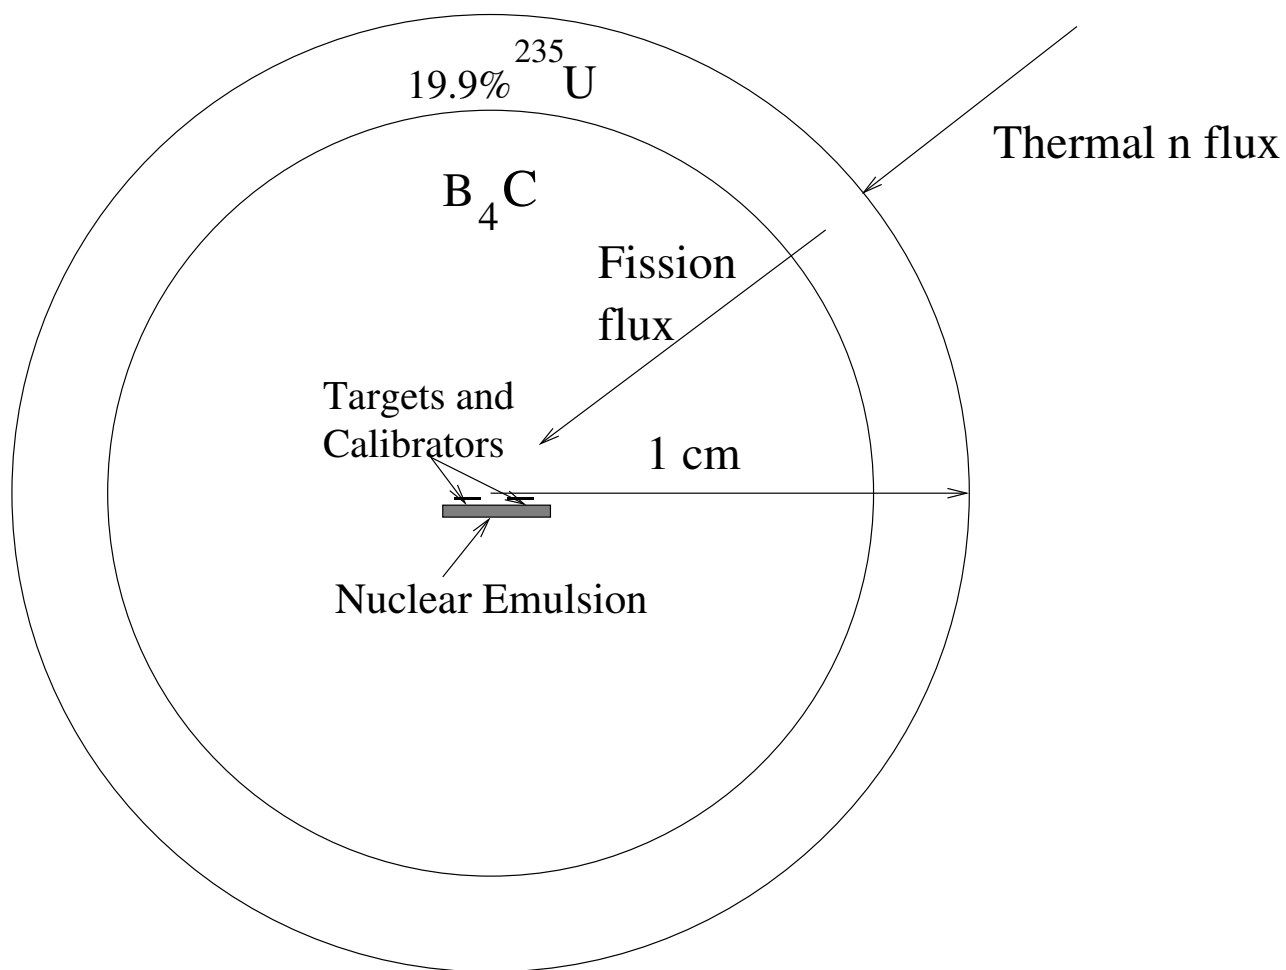 19.9% ²³⁵U
Thermal n flux
B₄C
Fission
flux
Targets and
Calibrators
1 cm
Nuclear Emulsion